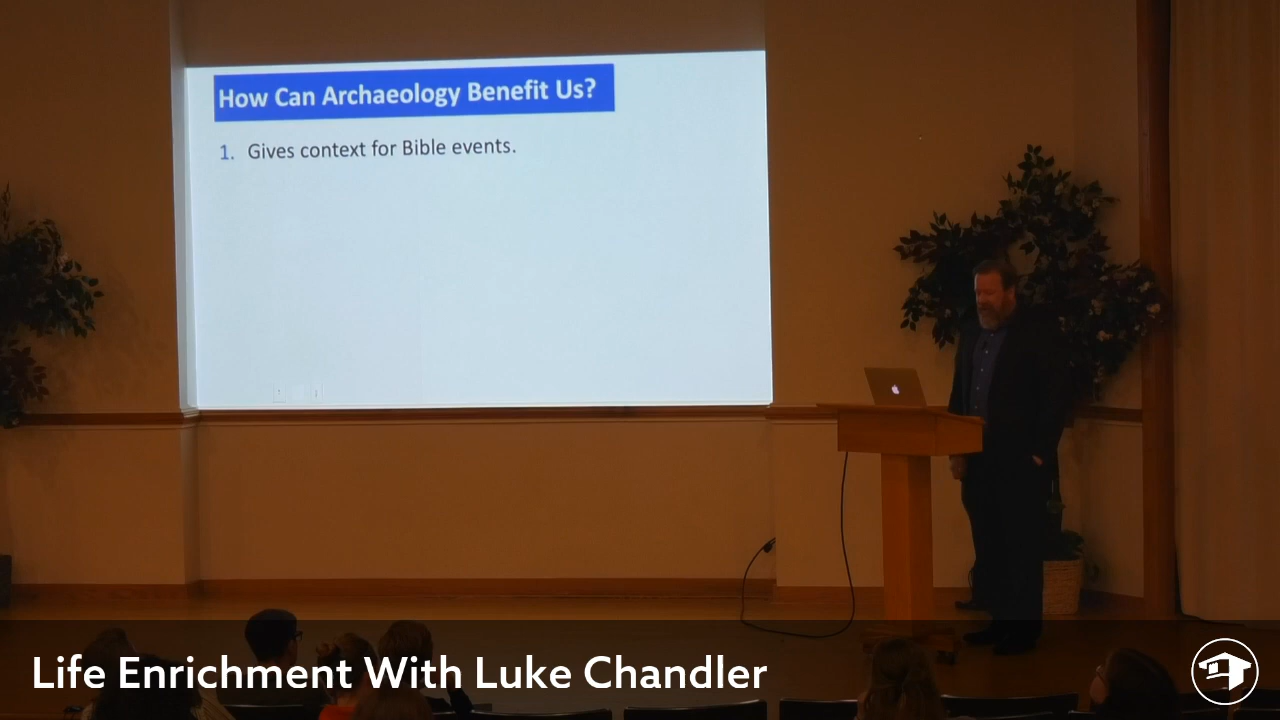 How Can Archaeology Benefit Us?
1. Gives context for Bible events.
Life Enrichment With Luke Chandler